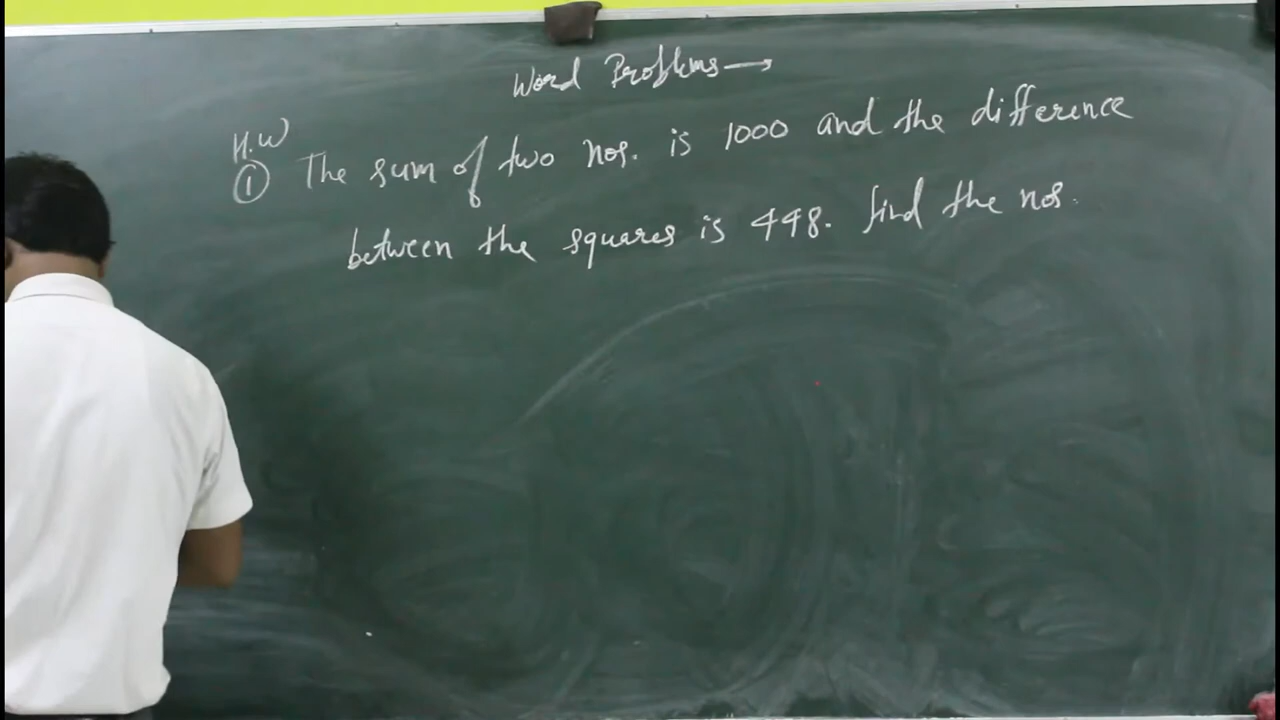 Word Problems →
H.W
① The sum of two nos. is 1000 and the difference
between the squares is 448. find the nos.